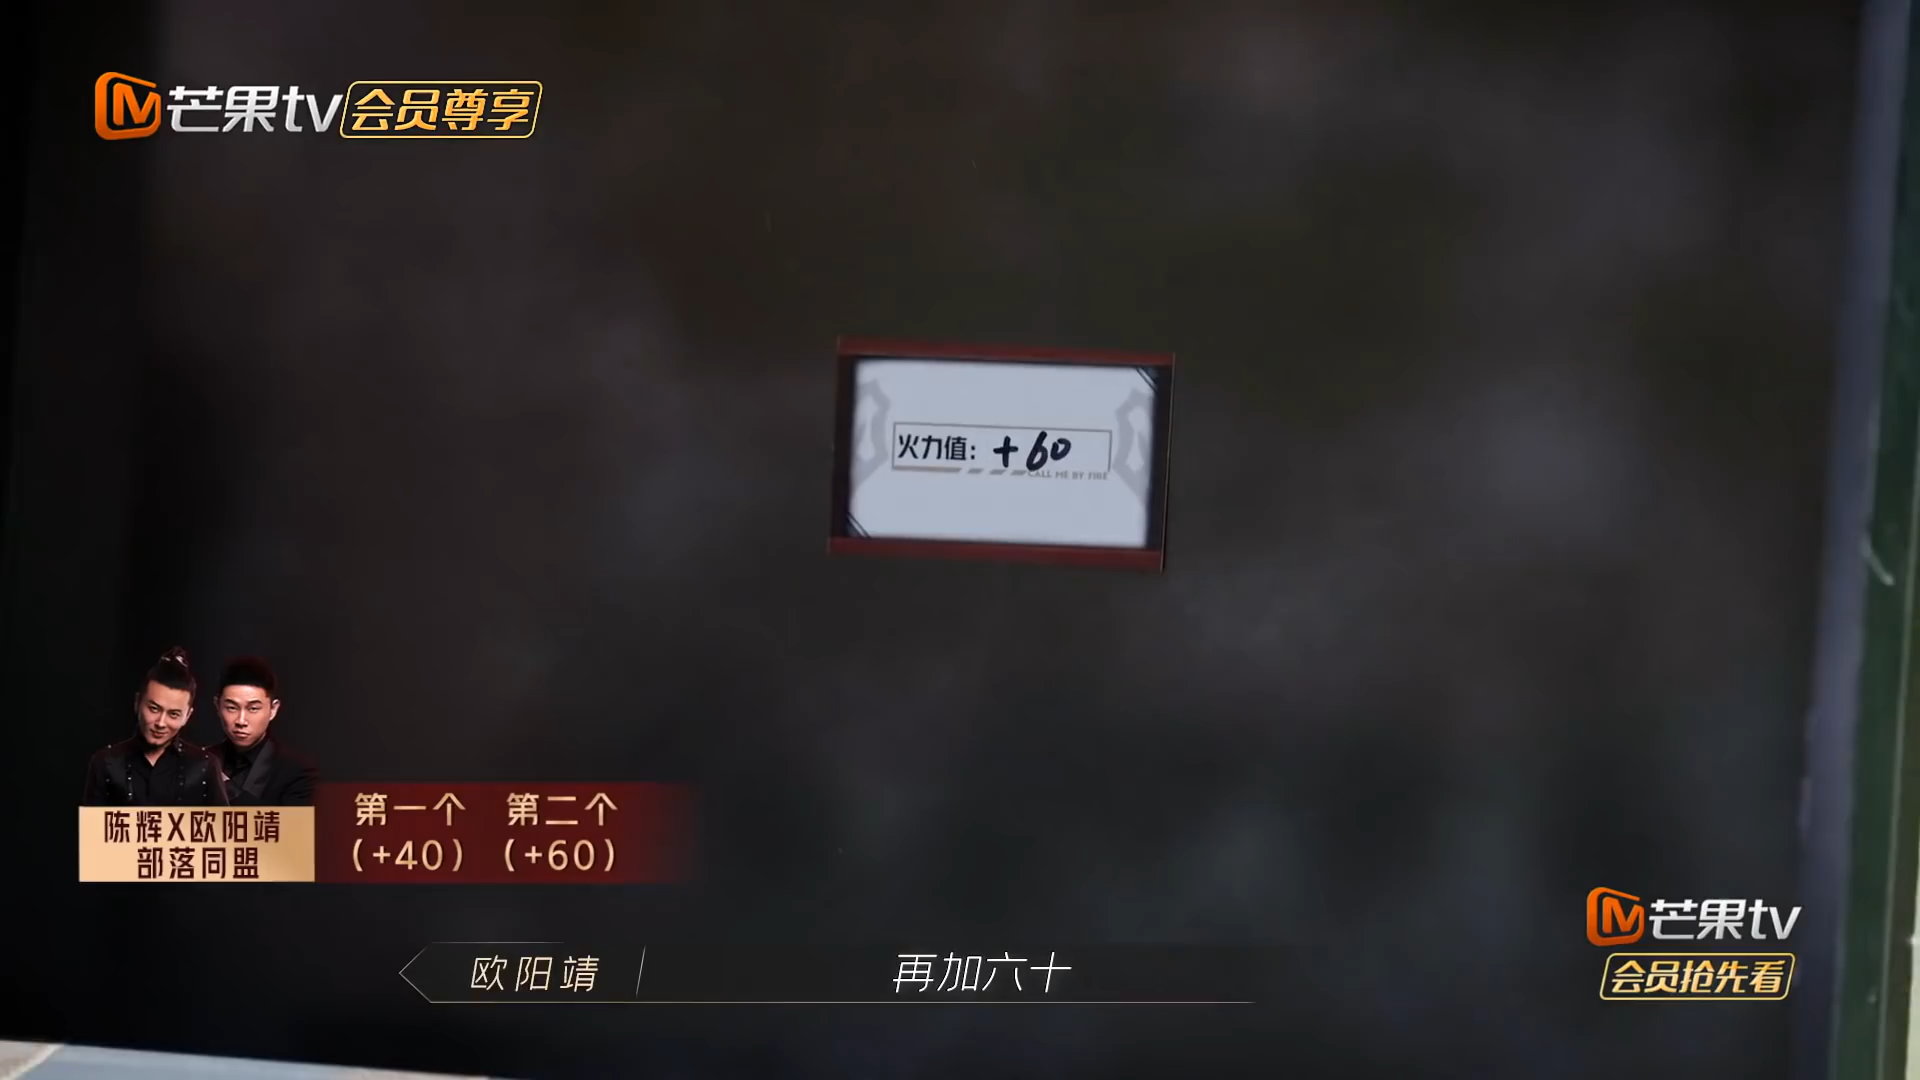 芒果tv会员尊享
火力值: +60
CALL ME BY FIRE
陈辉X欧阳靖
部落同盟
第一个 第二个
(+40) (+60)
欧阳靖 再加六十
芒果tv
会员抢先看